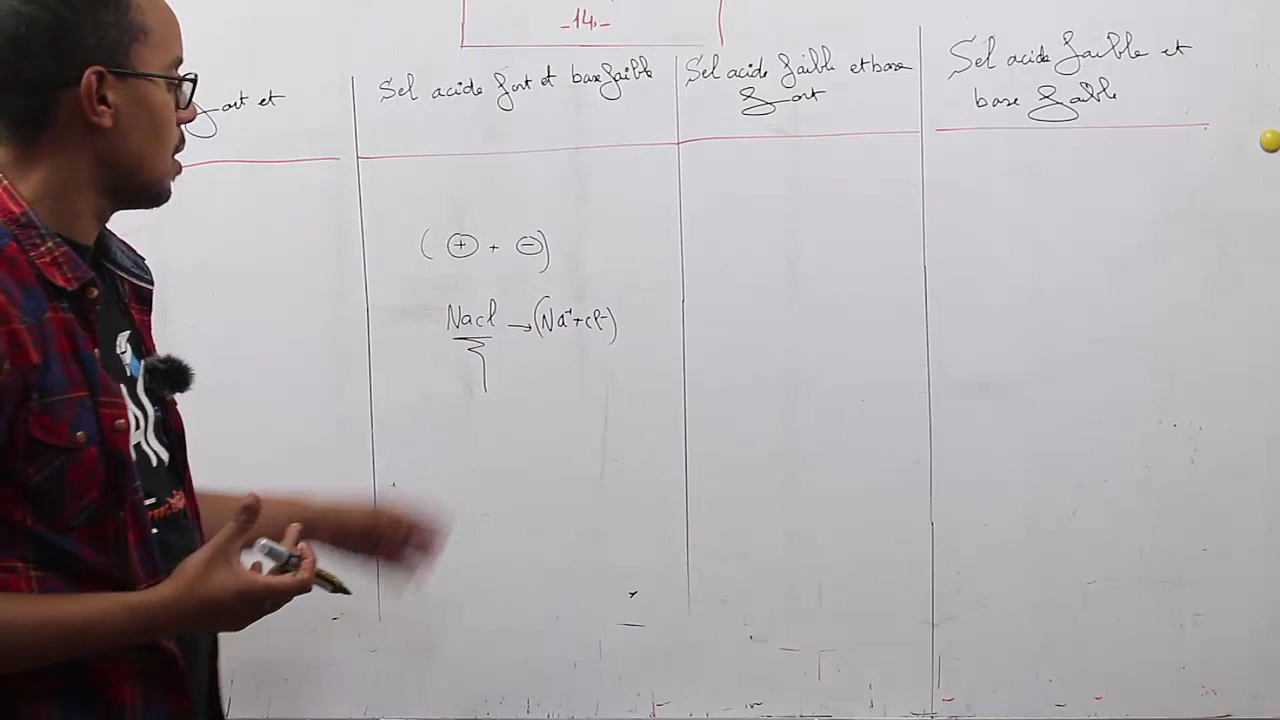 -14-
fort et
Sel acide fort et base faible
Sel acide faible et base
fort
Sel acide faible et
base faible
( + + - )
Nacl → (Na⁺ + cl⁻)